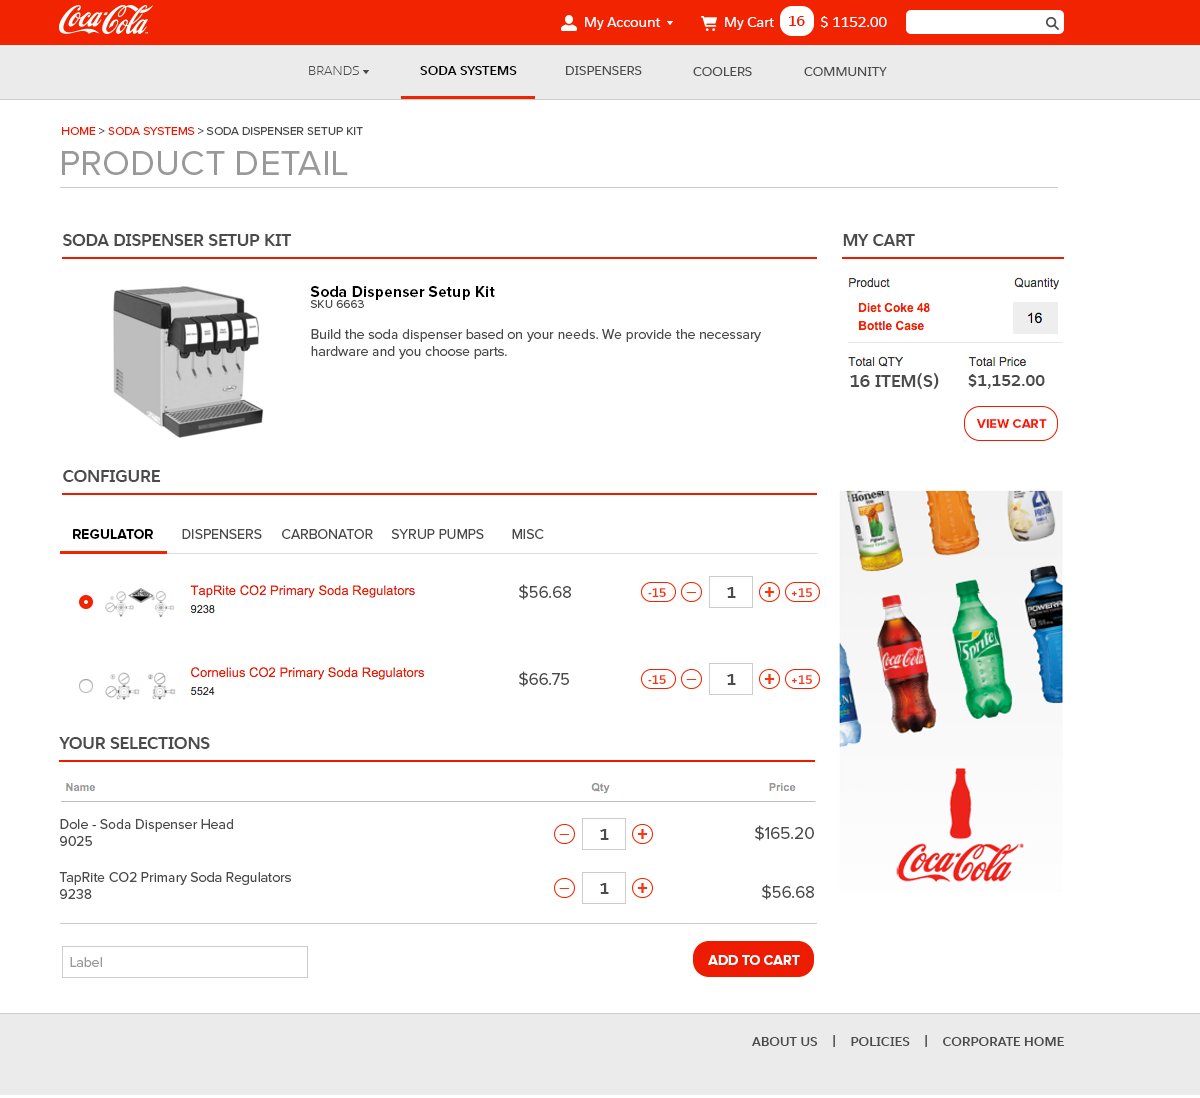 Coca-Cola
My Account
My Cart 16 $ 1152.00
BRANDS
SODA SYSTEMS
DISPENSERS
COOLERS
COMMUNITY
HOME > SODA SYSTEMS > SODA DISPENSER SETUP KIT
PRODUCT DETAIL
SODA DISPENSER SETUP KIT
Soda Dispenser Setup Kit
SKU 6663
Build the soda dispenser based on your needs. We provide the necessary
hardware and you choose parts.
MY CART
Product Quantity
Diet Coke 48
Bottle Case
16
Total QTY Total Price
16 ITEM(S) $1,152.00
VIEW CART
CONFIGURE
REGULATOR DISPENSERS CARBONATOR SYRUP PUMPS MISC
TapRite CO2 Primary Soda Regulators
9238
$56.68
-15 − 1 + +15
Cornelius CO2 Primary Soda Regulators
5524
$66.75
-15 − 1 + +15
YOUR SELECTIONS
Name Qty Price
Dole - Soda Dispenser Head
9025
− 1 + $165.20
TapRite CO2 Primary Soda Regulators
9238
− 1 + $56.68
Label
ADD TO CART
Honest
20
PROTEIN
POWER
Coca-Cola
Sprite
Coca-Cola
ABOUT US | POLICIES | CORPORATE HOME